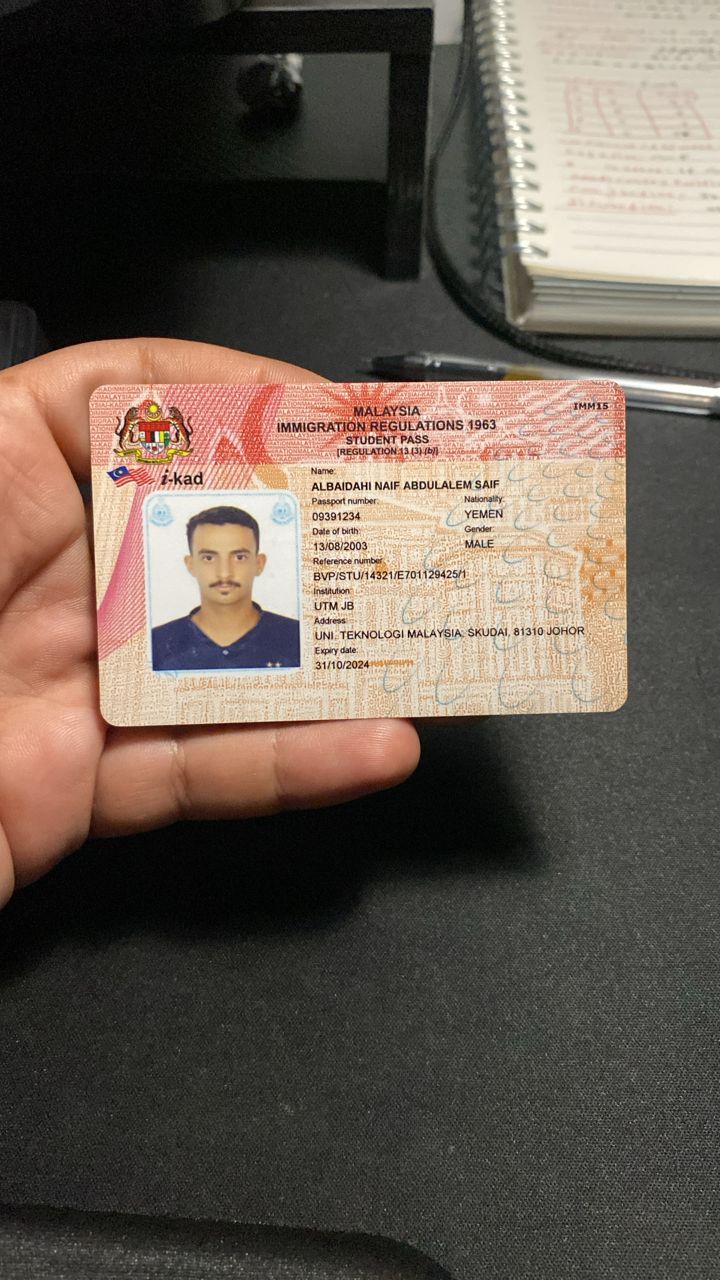 MALAYSIA
IMM15
IMMIGRATION REGULATIONS 1963
STUDENT PASS
[REGULATION 13 (3) (b)]
i-kad
Name:
ALBAIDAHI NAIF ABDULALEM SAIF
Passport number: Nationality:
09391234 YEMEN
Date of birth: Gender:
13/08/2003 MALE
Reference number
BVP/STU/14321/E701129425/1
Institution
UTM JB
Address
UNI. TEKNOLOGI MALAYSIA, SKUDAI, 81310 JOHOR
Expiry date:
31/10/2024